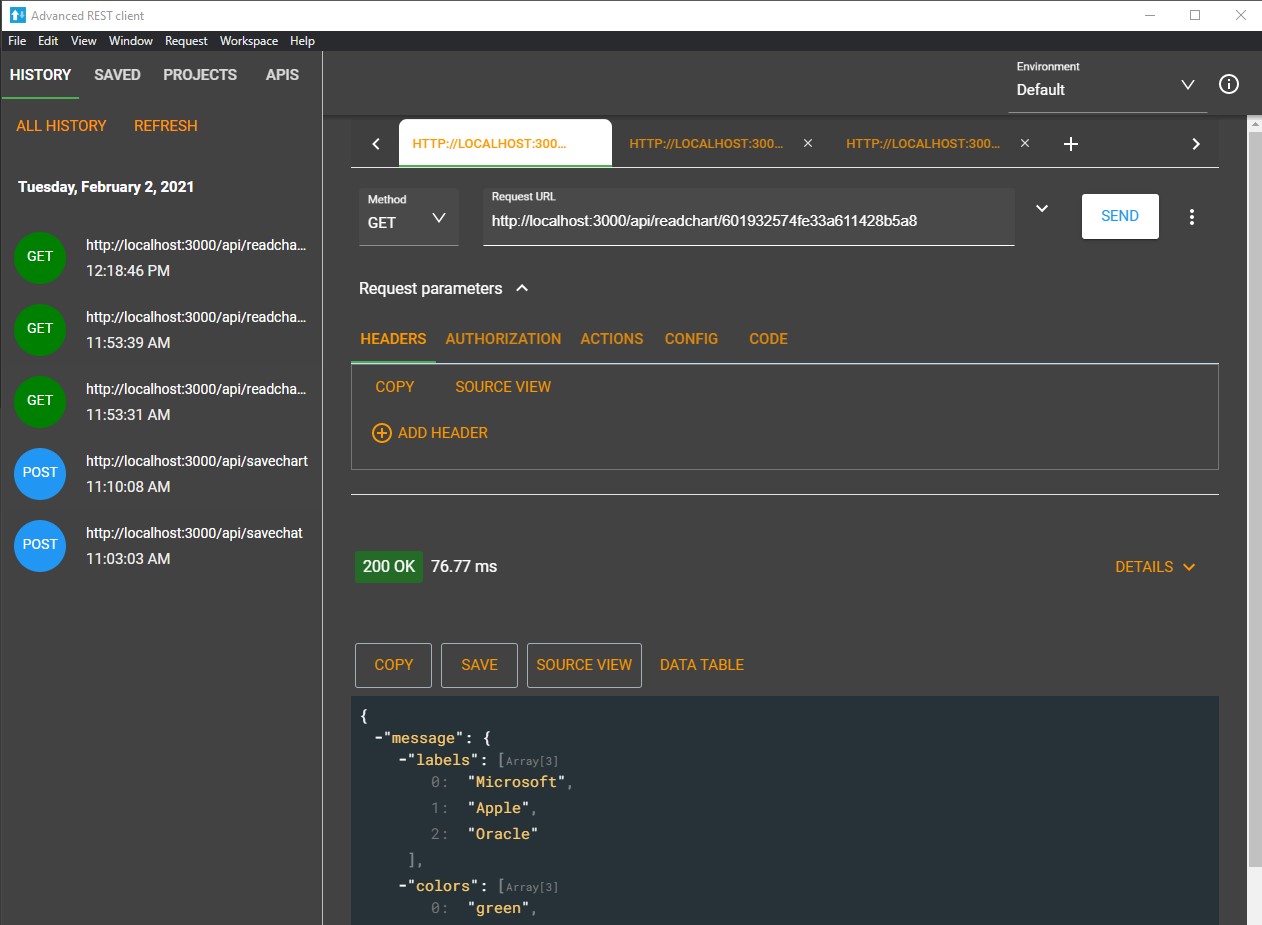 Advanced REST client
File Edit View Window Request Workspace Help
HISTORY SAVED PROJECTS APIS
ALL HISTORY REFRESH
Tuesday, February 2, 2021
GET
http://localhost:3000/api/readcha...
12:18:46 PM
GET
http://localhost:3000/api/readcha...
11:53:39 AM
GET
http://localhost:3000/api/readcha...
11:53:31 AM
POST
http://localhost:3000/api/savechart
11:10:08 AM
POST
http://localhost:3000/api/savechat
11:03:03 AM
Environment
Default
HTTP://LOCALHOST:300... HTTP://LOCALHOST:300... HTTP://LOCALHOST:300...
Method
GET
Request URL
http://localhost:3000/api/readchart/601932574fe33a611428b5a8
SEND
Request parameters
HEADERS AUTHORIZATION ACTIONS CONFIG CODE
COPY SOURCE VIEW
ADD HEADER
200 OK 76.77 ms
DETAILS
COPY SAVE SOURCE VIEW DATA TABLE
{
-"message": {
-"labels": [Array[3]
0: "Microsoft",
1: "Apple",
2: "Oracle"
],
-"colors": [Array[3]
0: "green",